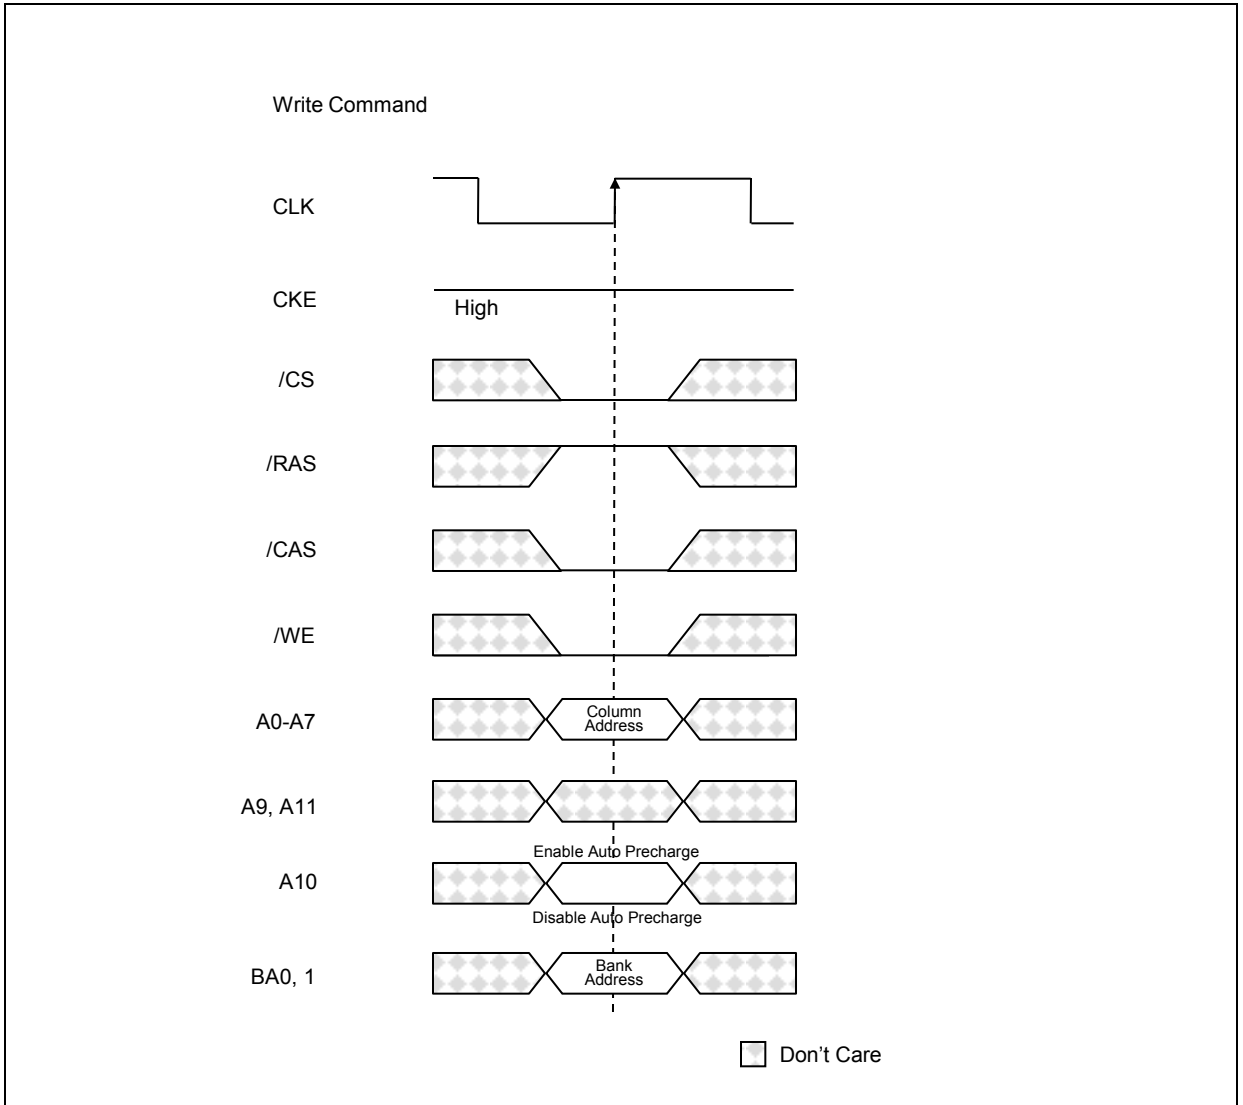 Write Command
CLK
CKE
High
/CS
/RAS
/CAS
/WE
A0-A7
Column
Address
A9, A11
Enable Auto Precharge
A10
Disable Auto Precharge
BA0, 1
Bank
Address
Don't Care